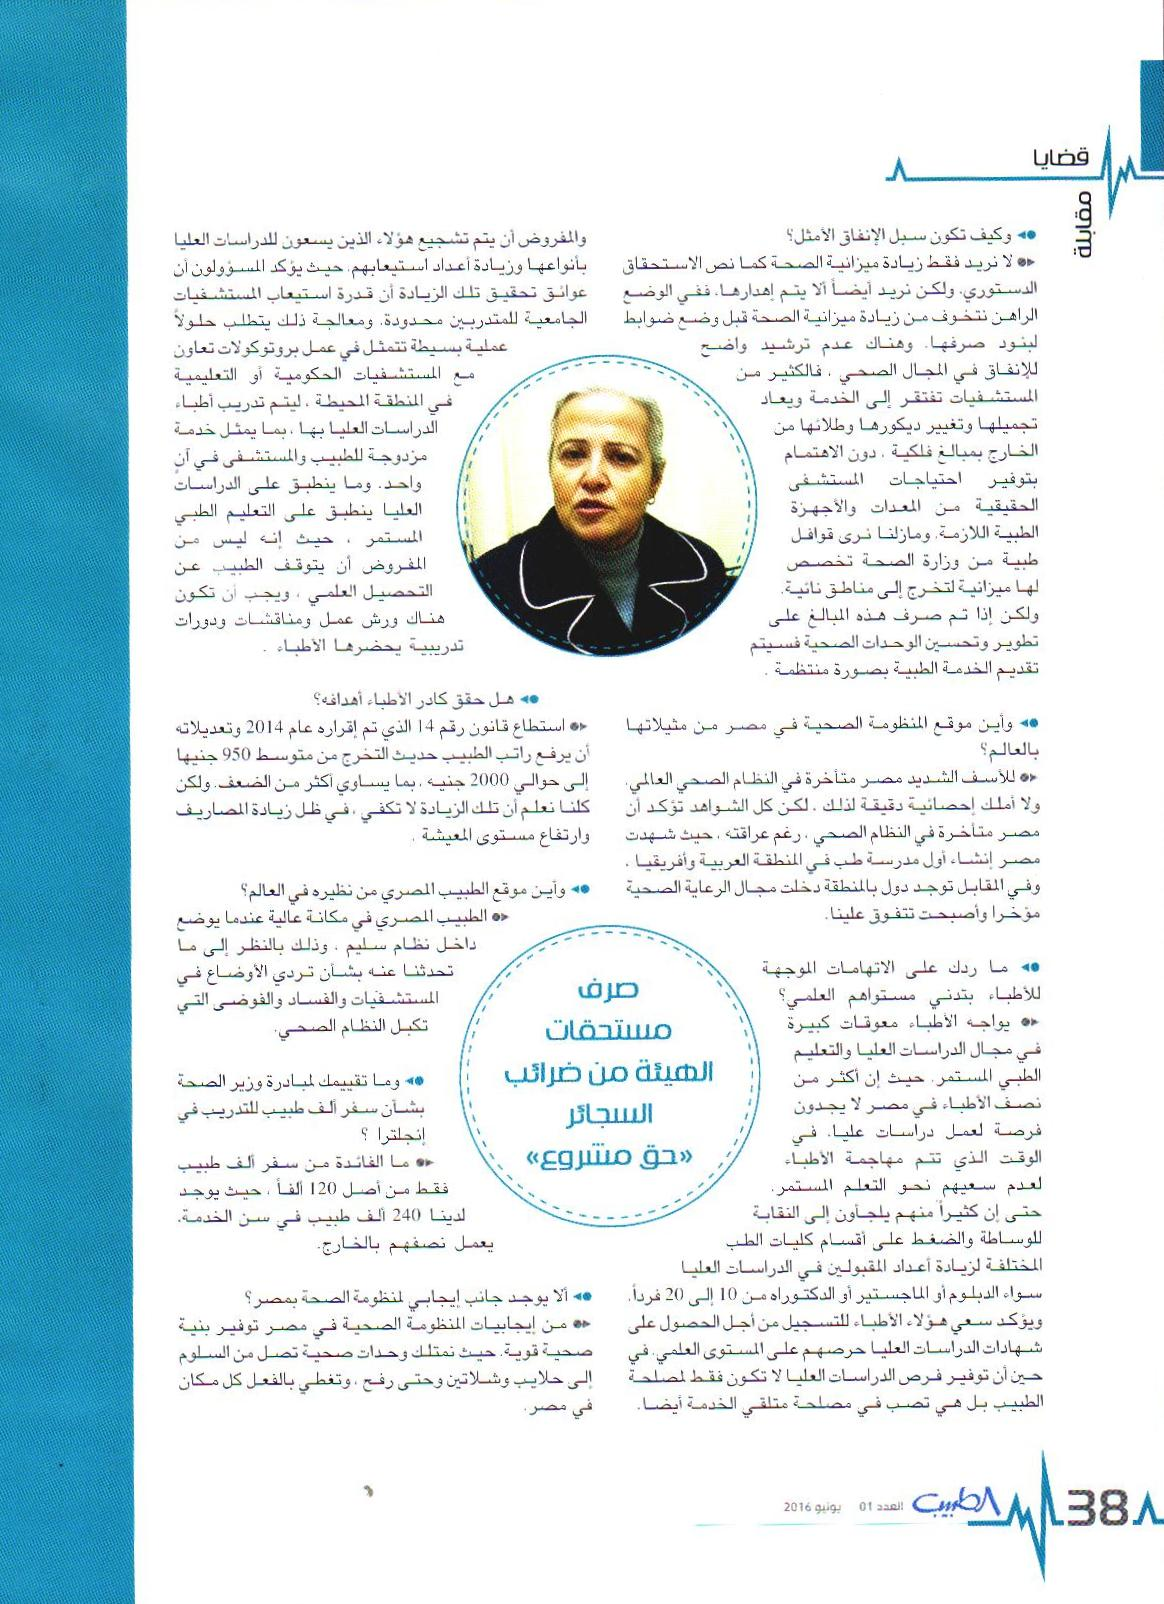 قضايا
مقابلة
وكيف تكون سبل الإنفاق الأمثل؟
لا نريد فقط زيادة ميزانية الصحة كما نص الاستحقاق
الدستوري، ولكن نريد أيضاً ألا يتم إهدارها، ففي الوضع
الراهن نتخوف من زيادة ميزانية الصحة قبل وضع ضوابط
لبنود صرفها. وهناك عدم ترشيد واضح
للإنفاق في المجال الصحي ، فالكثير من
المستشفيات تفتقر إلى الخدمة ويعاد
تجميلها وتغيير ديكورها وطلائها من
الخارج بمبالغ فلكية ، دون الاهتمام
بتوفير احتياجات المستشفى
الحقيقية من المعدات والأجهزة
الطبية اللازمة. ومازلنا نرى قوافل
طبية من وزارة الصحة تخصص
لها ميزانية لتخرج إلى مناطق نائية.
ولكن إذا تم صرف هذه المبالغ على
تطوير وتحسين الوحدات الصحية فسيتم
تقديم الخدمة الطبية بصورة منتظمة .
وأين موقع المنظومة الصحية في مصر من مثيلاتها
بالعالم؟
للأسف الشديد مصر متأخرة في النظام الصحي العالمي.
ولا أملك إحصائية دقيقة لذلك ، لكن كل الشواهد تؤكد أن
مصر متأخرة في النظام الصحي ، رغم عراقته ، حيث شهدت
مصر إنشاء أول مدرسة طب في المنطقة العربية وأفريقيا ،
وفي المقابل توجد دول بالمنطقة دخلت مجال الرعاية الصحية
مؤخرا وأصبحت تتفوق علينا.
ما ردك على الاتهامات الموجهة
للأطباء بتدني مستواهم العلمي؟
يواجه الأطباء معوقات كبيرة
في مجال الدراسات العليا والتعليم
الطبي المستمر. حيث إن أكثر من
نصف الأطباء في مصر لا يجدون
فرصة لعمل دراسات عليا، في
الوقت الذي تتم مهاجمة الأطباء
لعدم سعيهم نحو التعلم المستمر.
حتى إن كثيراً منهم يلجأون إلى النقابة
للوساطة والضغط على أقسام كليات الطب
المختلفة لزيادة أعداد المقبولين في الدراسات العليا
سواء الدبلوم أو الماجستير أو الدكتوراه من 10 إلى 20 فرداً.
ويؤكد سعي هؤلاء الأطباء للتسجيل من أجل الحصول على
شهادات الدراسات العليا حرصهم على المستوى العلمي. في
حين أن توفير فرص الدراسات العليا لا تكون فقط لمصلحة
الطبيب بل هي تصب في مصلحة متلقي الخدمة أيضا.
والمفروض أن يتم تشجيع هؤلاء الذين يسعون للدراسات العليا
بأنواعها وزيادة أعداد استيعابهم. حيث يؤكد المسؤولون أن
عوائق تحقيق تلك الزيادة أن قدرة استيعاب المستشفيات
الجامعية للمتدربين محدودة. ومعالجة ذلك يتطلب حلولاً
عملية بسيطة تتمثل في عمل بروتوكولات تعاون
مع المستشفيات الحكومية أو التعليمية
في المنطقة المحيطة ، ليتم تدريب أطباء
الدراسات العليا بها ، بما يمثل خدمة
مزدوجة للطبيب والمستشفى في آنٍ
واحد. وما ينطبق على الدراسات
العليا ينطبق على التعليم الطبي
المستمر ، حيث إنه ليس من
المفروض أن يتوقف الطبيب عن
التحصيل العلمي ، ويجب أن تكون
هناك ورش عمل ومناقشات ودورات
تدريبية يحضرها الأطباء .
هل حقق كادر الأطباء أهدافه؟
استطاع قانون رقم 14 الذي تم إقراره عام 2014 وتعديلاته
أن يرفع راتب الطبيب حديث التخرج من متوسط 950 جنيها
إلى حوالي 2000 جنيه ، بما يساوي أكثر من الضعف. ولكن
كلنا نعلم أن تلك الزيادة لا تكفي ، في ظل زيادة المصاريف
وارتفاع مستوى المعيشة .
وأين موقع الطبيب المصري من نظيره في العالم؟
الطبيب المصري في مكانة عالية عندما يوضع
داخل نظام سليم ، وذلك بالنظر إلى ما
تحدثنا عنه بشأن تردي الأوضاع في
المستشفيات والفساد والفوضى التي
تكبل النظام الصحي.
وما تقييمك لمبادرة وزير الصحة
بشأن سفر ألف طبيب للتدريب في
إنجلترا ؟
ما الفائدة من سفر ألف طبيب
فقط من أصل 120 ألفاً ، حيث يوجد
لدينا 240 ألف طبيب في سن الخدمة،
يعمل نصفهم بالخارج.
ألا يوجد جانب إيجابي لمنظومة الصحة بمصر؟
من إيجابيات المنظومة الصحية في مصر توفير بنية
صحية قوية. حيث نمتلك وحدات صحية تصل من السلوم
إلى حلايب وشلاتين وحتى رفح ، وتغطي بالفعل كل مكان
في مصر.
صرف
مستحقات
الهيئة من ضرائب
السجائر
«حق مشروع»
38 الطبيب العدد 01 يونيو 2016